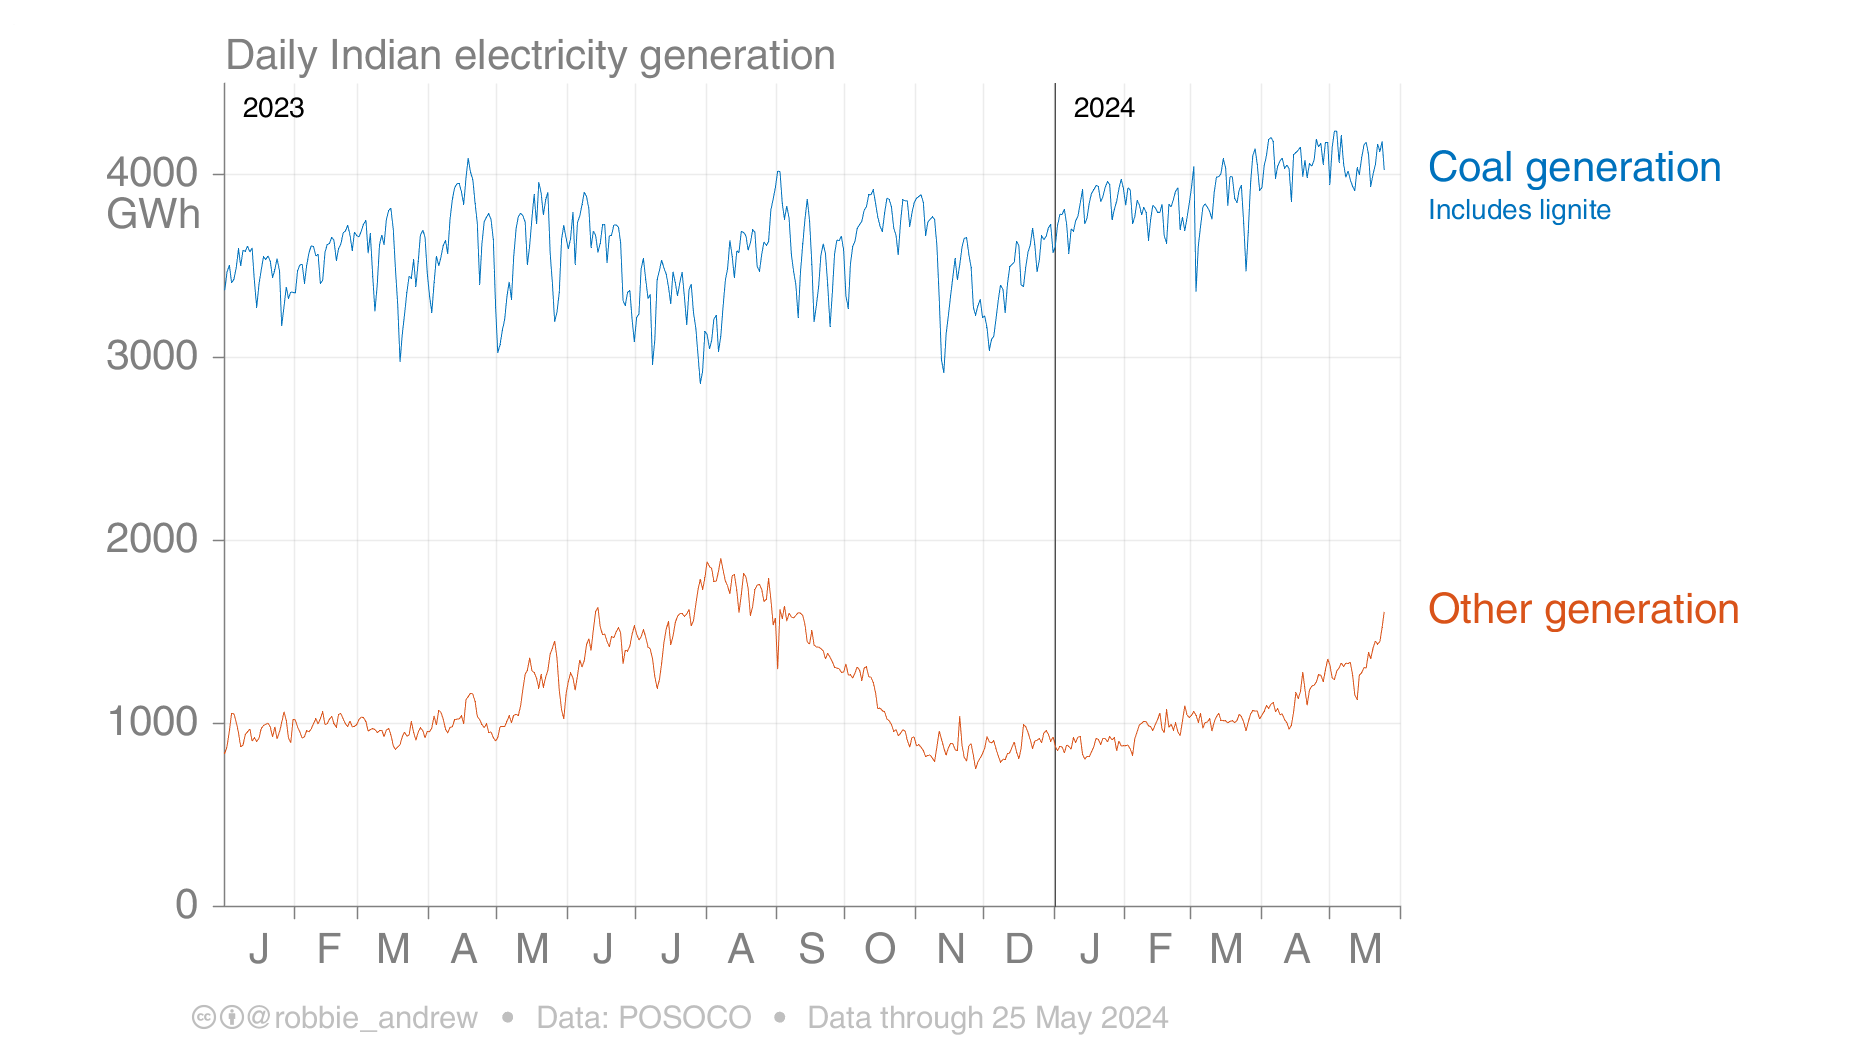 Daily Indian electricity generation
2023
2024
4000
GWh
3000
2000
1000
0
Coal generation
Includes lignite
Other generation
J F M A M J J A S O N D J F M A M
cc @robbie_andrew • Data: POSOCO • Data through 25 May 2024